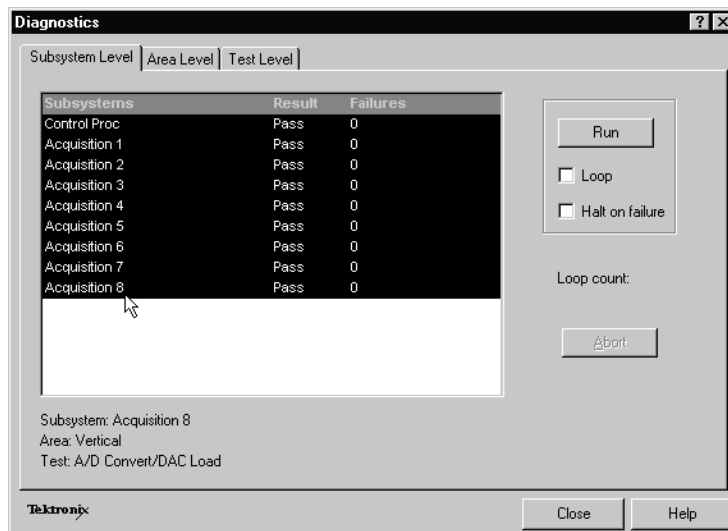 Diagnostics
Subsystem Level Area Level Test Level
Subsystems Result Failures
Control Proc Pass 0
Acquisition 1 Pass 0
Acquisition 2 Pass 0
Acquisition 3 Pass 0
Acquisition 4 Pass 0
Acquisition 5 Pass 0
Acquisition 6 Pass 0
Acquisition 7 Pass 0
Acquisition 8 Pass 0
Run
Loop
Halt on failure
Loop count:
Abort
Subsystem: Acquisition 8
Area: Vertical
Test: A/D Convert/DAC Load
Tektronix
Close Help